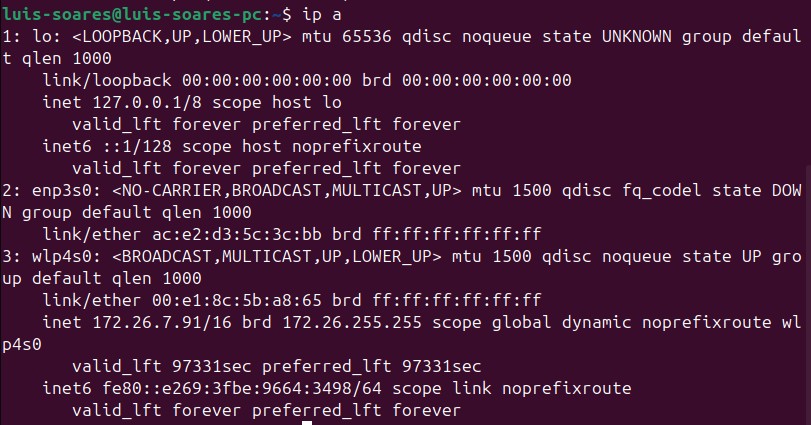 luis-soares@luis-soares-pc:~$ ip a
1: lo: <LOOPBACK,UP,LOWER_UP> mtu 65536 qdisc noqueue state UNKNOWN group defaul
t qlen 1000
    link/loopback 00:00:00:00:00:00 brd 00:00:00:00:00:00
    inet 127.0.0.1/8 scope host lo
       valid_lft forever preferred_lft forever
    inet6 ::1/128 scope host noprefixroute
       valid_lft forever preferred_lft forever
2: enp3s0: <NO-CARRIER,BROADCAST,MULTICAST,UP> mtu 1500 qdisc fq_codel state DOW
N group default qlen 1000
    link/ether ac:e2:d3:5c:3c:bb brd ff:ff:ff:ff:ff:ff
3: wlp4s0: <BROADCAST,MULTICAST,UP,LOWER_UP> mtu 1500 qdisc noqueue state UP gro
up default qlen 1000
    link/ether 00:e1:8c:5b:a8:65 brd ff:ff:ff:ff:ff:ff
    inet 172.26.7.91/16 brd 172.26.255.255 scope global dynamic noprefixroute wl
p4s0
       valid_lft 97331sec preferred_lft 97331sec
    inet6 fe80::e269:3fbe:9664:3498/64 scope link noprefixroute
       valid_lft forever preferred_lft forever